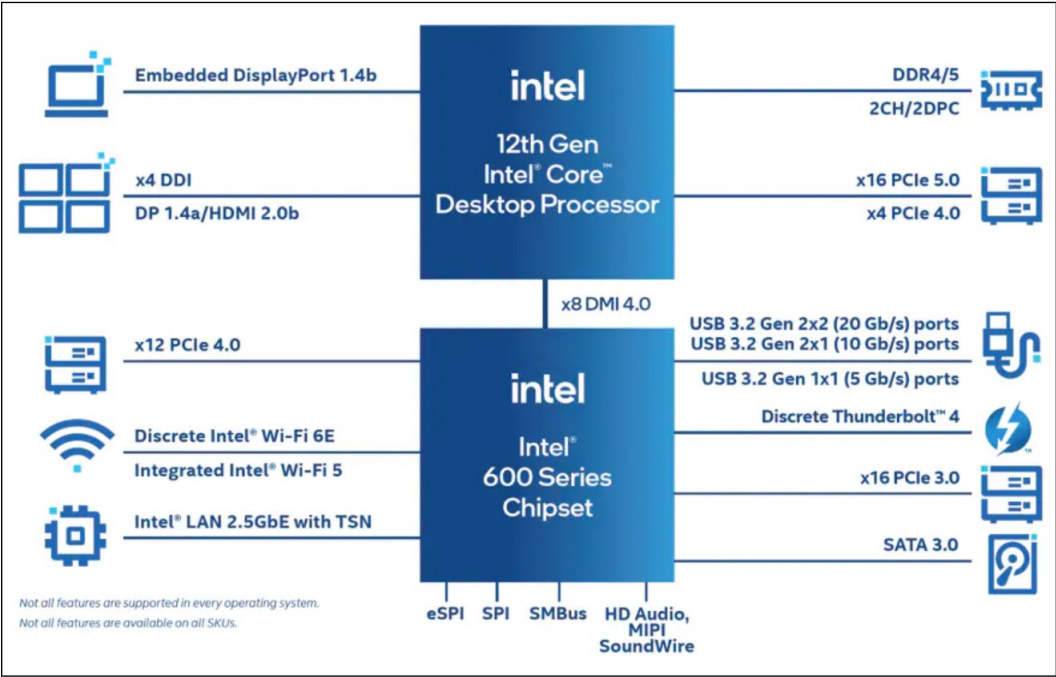 Embedded DisplayPort 1.4b
x4 DDI
DP 1.4a/HDMI 2.0b
intel
12th Gen
Intel® Core™
Desktop Processor
DDR4/5
2CH/2DPC
x16 PCIe 5.0
x4 PCIe 4.0
x8 DMI 4.0
x12 PCIe 4.0
Discrete Intel® Wi-Fi 6E
Integrated Intel® Wi-Fi 5
Intel® LAN 2.5GbE with TSN
intel
Intel®
600 Series
Chipset
USB 3.2 Gen 2x2 (20 Gb/s) ports
USB 3.2 Gen 2x1 (10 Gb/s) ports
USB 3.2 Gen 1x1 (5 Gb/s) ports
Discrete Thunderbolt™ 4
TM
x16 PCIe 3.0
SATA 3.0
eSPI
SPI
SMBus
HD Audio,
MIPI
SoundWire
Not all features are supported in every operating system.
Not all features are available on all SKUs.